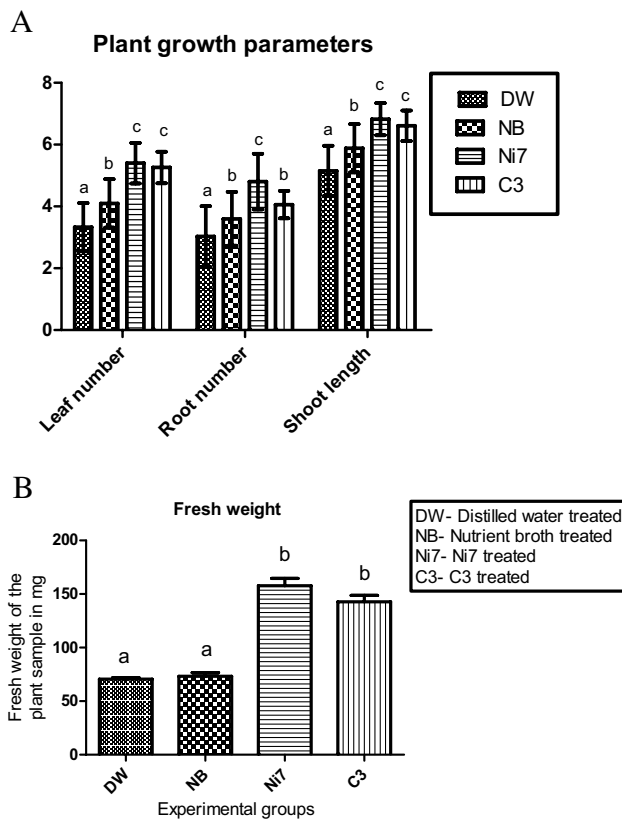 A
Plant growth parameters
8
6
4
2
0
a
b
c
c
a
b
c
b
a
b
c
c
Leaf number
Root number
Shoot length
DW
NB
Ni7
C3
B
Fresh weight
Fresh weight of the
plant sample in mg
200
150
100
50
0
a
a
b
b
DW
NB
Ni7
C3
Experimental groups
DW- Distilled water treated
NB- Nutrient broth treated
Ni7- Ni7 treated
C3- C3 treated